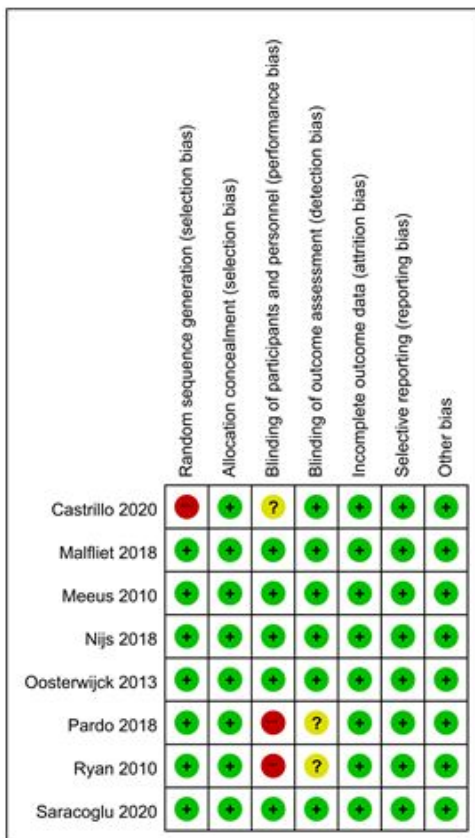 Random sequence generation (selection bias)
Allocation concealment (selection bias)
Blinding of participants and personnel (performance bias)
Blinding of outcome assessment (detection bias)
Incomplete outcome data (attrition bias)
Selective reporting (reporting bias)
Other bias
Castrillo 2020 - + ? + + + +
Malfliet 2018 + + + + + + +
Meeus 2010 + + + + + + +
Nijs 2018 + + + + + + +
Oosterwijck 2013 + + + + + + +
Pardo 2018 + + - ? + + +
Ryan 2010 + + - ? + + +
Saracoglu 2020 + + + + + + +